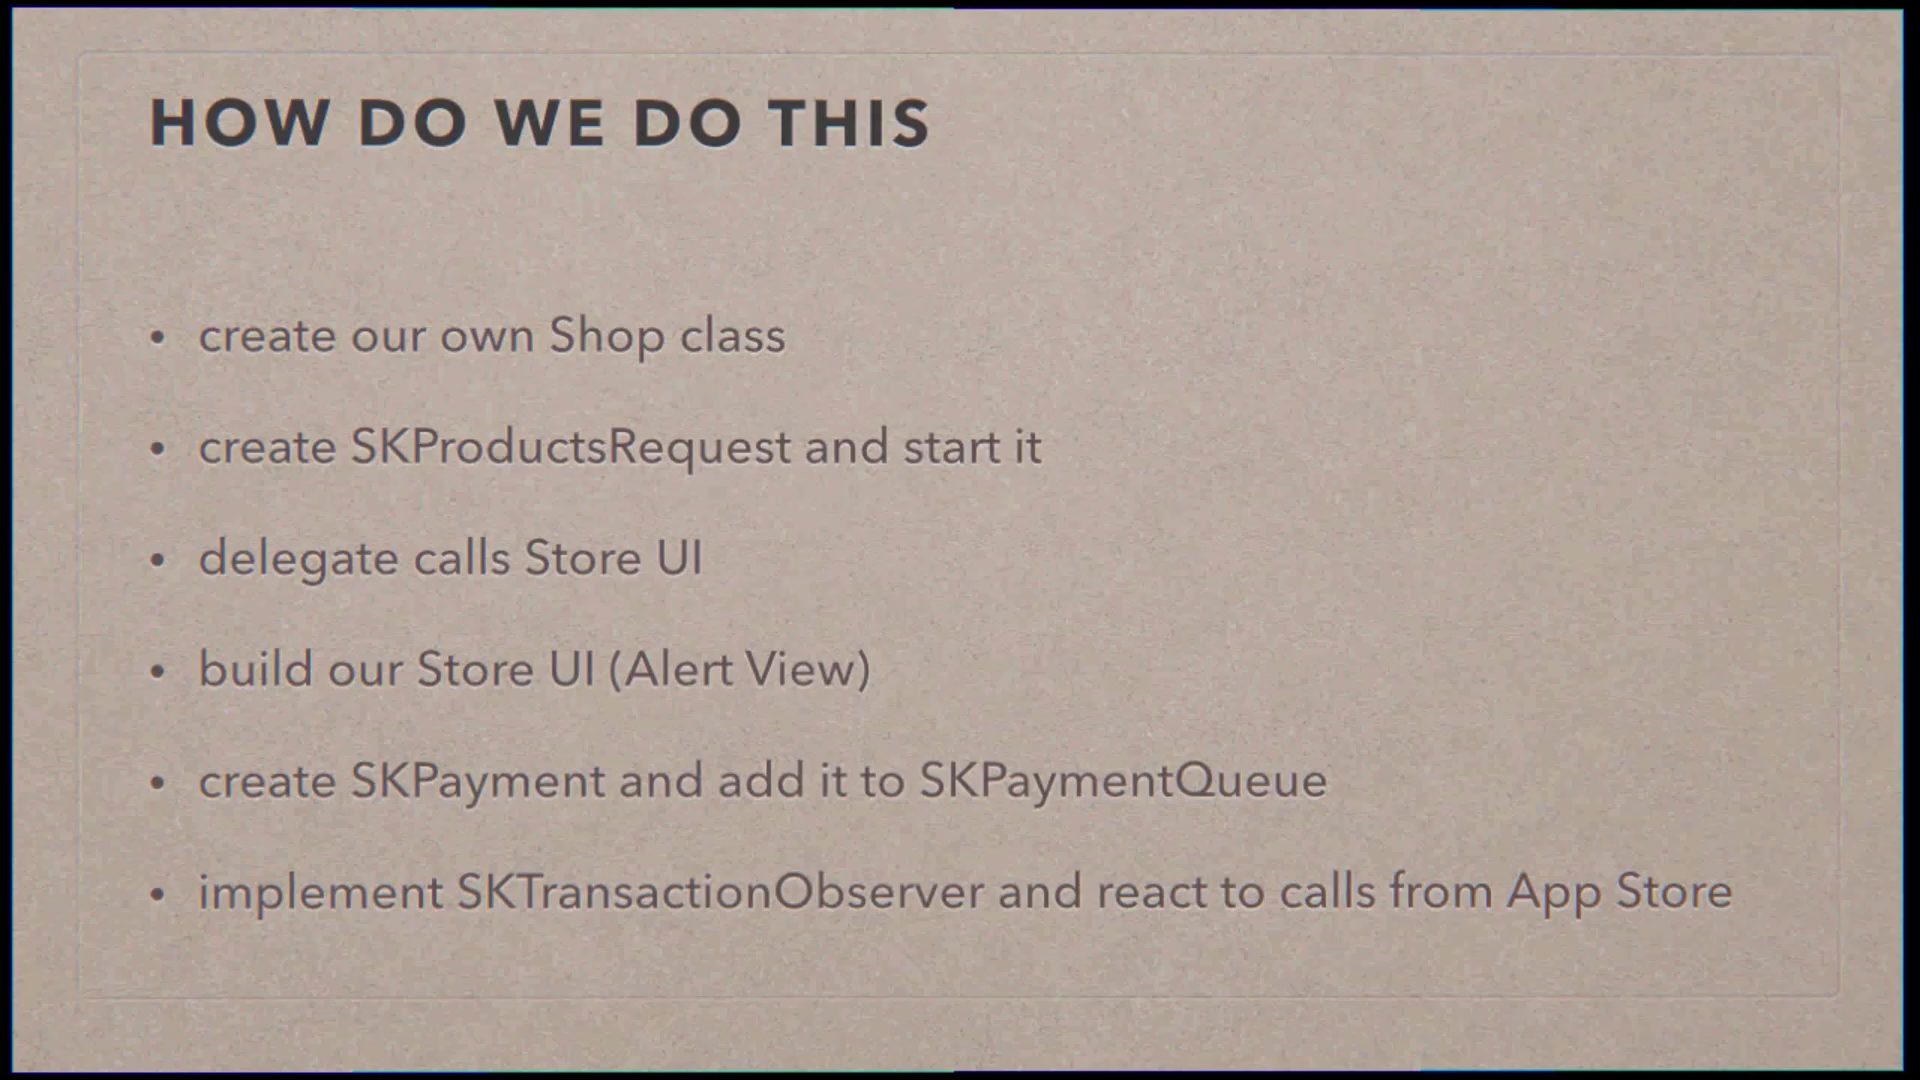 HOW DO WE DO THIS
• create our own Shop class
• create SKProductsRequest and start it
• delegate calls Store UI
• build our Store UI (Alert View)
• create SKPayment and add it to SKPaymentQueue
• implement SKTransactionObserver and react to calls from App Store